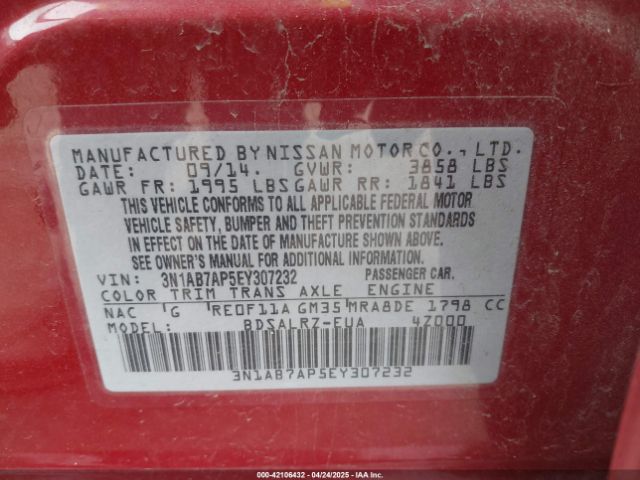 MANUFACTURED BY NISSAN MOTOR CO., LTD.
DATE: 09/14. GVWR: 3858 LBS
GAWR FR: 1995 LBS GAWR RR: 1841 LBS
THIS VEHICLE CONFORMS TO ALL APPLICABLE FEDERAL MOTOR
VEHICLE SAFETY, BUMPER AND THEFT PREVENTION STANDARDS
IN EFFECT ON THE DATE OF MANUFACTURE SHOWN ABOVE.
SEE OWNER'S MANUAL FOR ADDITIONAL INFORMATION.
VIN: 3N1AB7AP5EY307232 PASSENGER CAR.
COLOR TRIM TRANS AXLE ENGINE
NAC G RE0F11A GM35 MRA8DE 1798 CC
MODEL: BDSALRZ-EUA 4Z000
3N1AB7AP5EY307232
000-42106432 - 04/24/2025 - IAA